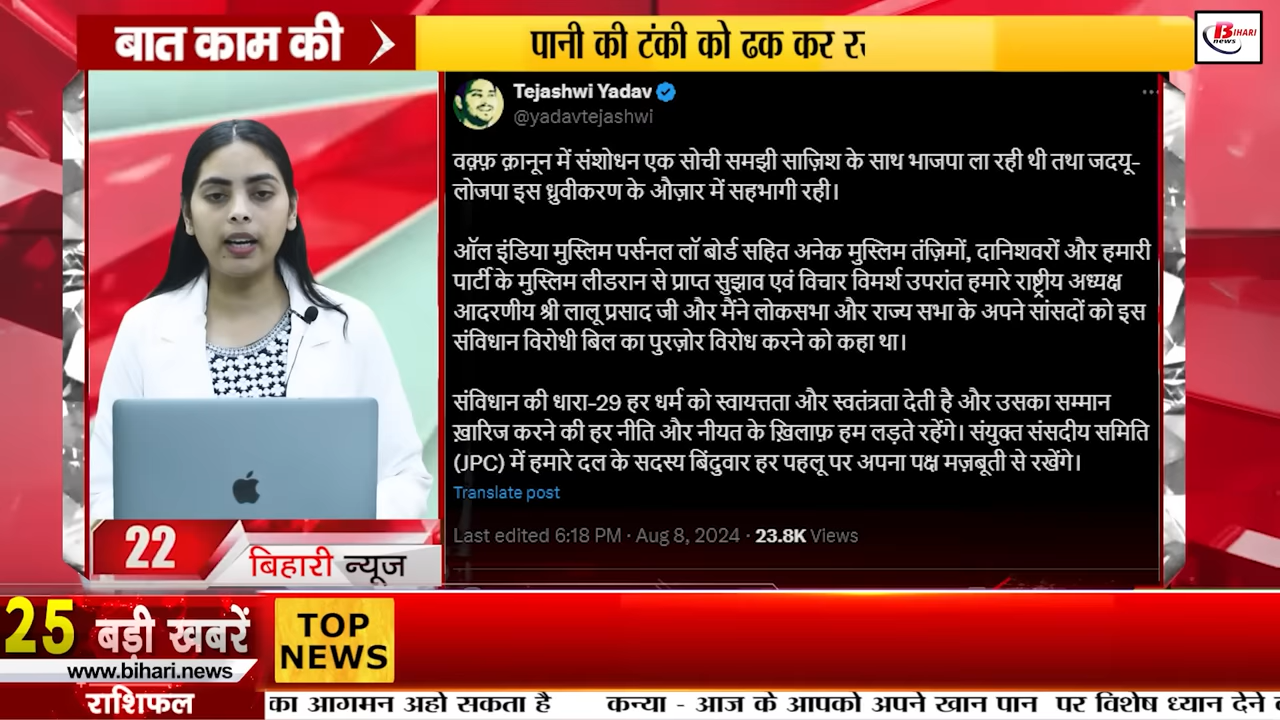 बात काम की
पानी की टंकी को ढक कर
BIHARI
news
Tejashwi Yadav
@yadavtejashwi
वक़्फ़ क़ानून में संशोधन एक सोची समझी साज़िश के साथ भाजपा ला रही थी तथा जदयू-
लोजपा इस ध्रुवीकरण के औज़ार में सहभागी रही।
ऑल इंडिया मुस्लिम पर्सनल लॉ बोर्ड सहित अनेक मुस्लिम तंज़िमों, दानिशवरों और हमारी
पार्टी के मुस्लिम लीडरान से प्राप्त सुझाव एवं विचार विमर्श उपरांत हमारे राष्ट्रीय अध्यक्ष
आदरणीय श्री लालू प्रसाद जी और मैंने लोकसभा और राज्य सभा के अपने सांसदों को इस
संविधान विरोधी बिल का पुरज़ोर विरोध करने को कहा था।
संविधान की धारा-29 हर धर्म को स्वायत्तता और स्वतंत्रता देती है और उसका सम्मान
ख़ारिज करने की हर नीति और नीयत के ख़िलाफ़ हम लड़ते रहेंगे। संयुक्त संसदीय समिति
(JPC) में हमारे दल के सदस्य बिंदुवार हर पहलू पर अपना पक्ष मज़बूती से रखेंगे।
Translate post
Last edited 6:18 PM · Aug 8, 2024 · 23.8K Views
22
बिहारी न्यूज
25 बड़ी खबरें
www.bihari.news
TOP
NEWS
राशिफल
का आगमन अहो सकता है कन्या - आज के आपको अपने खान पान पर विशेष ध्यान देने